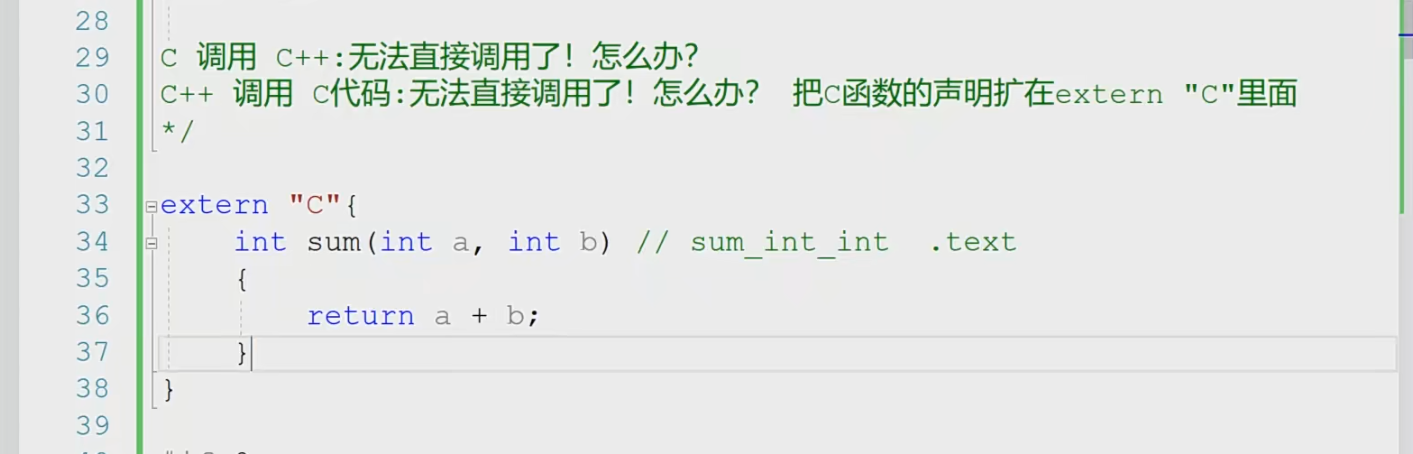 28
29 C 调用 C++:无法直接调用了！怎么办？
30 C++ 调用 C代码:无法直接调用了！怎么办？ 把C函数的声明扩在extern "C"里面
31 */
32
33 extern "C"{
34 int sum(int a, int b) // sum_int_int .text
35 {
36 return a + b;
37 }
38 }
39